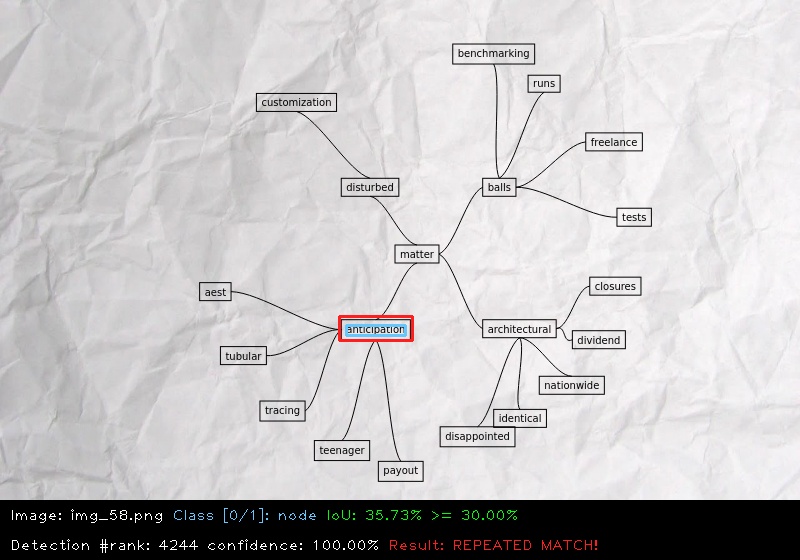 benchmarking
runs
customization
freelance
disturbed
balls
tests
matter
closures
aest
anticipation
architectural
dividend
tubular
nationwide
tracing
identical
disappointed
teenager
payout
Image: img_58.png Class [0/1]: node IoU: 35.73% >= 30.00%
Detection #rank: 4244 confidence: 100.00% Result: REPEATED MATCH!